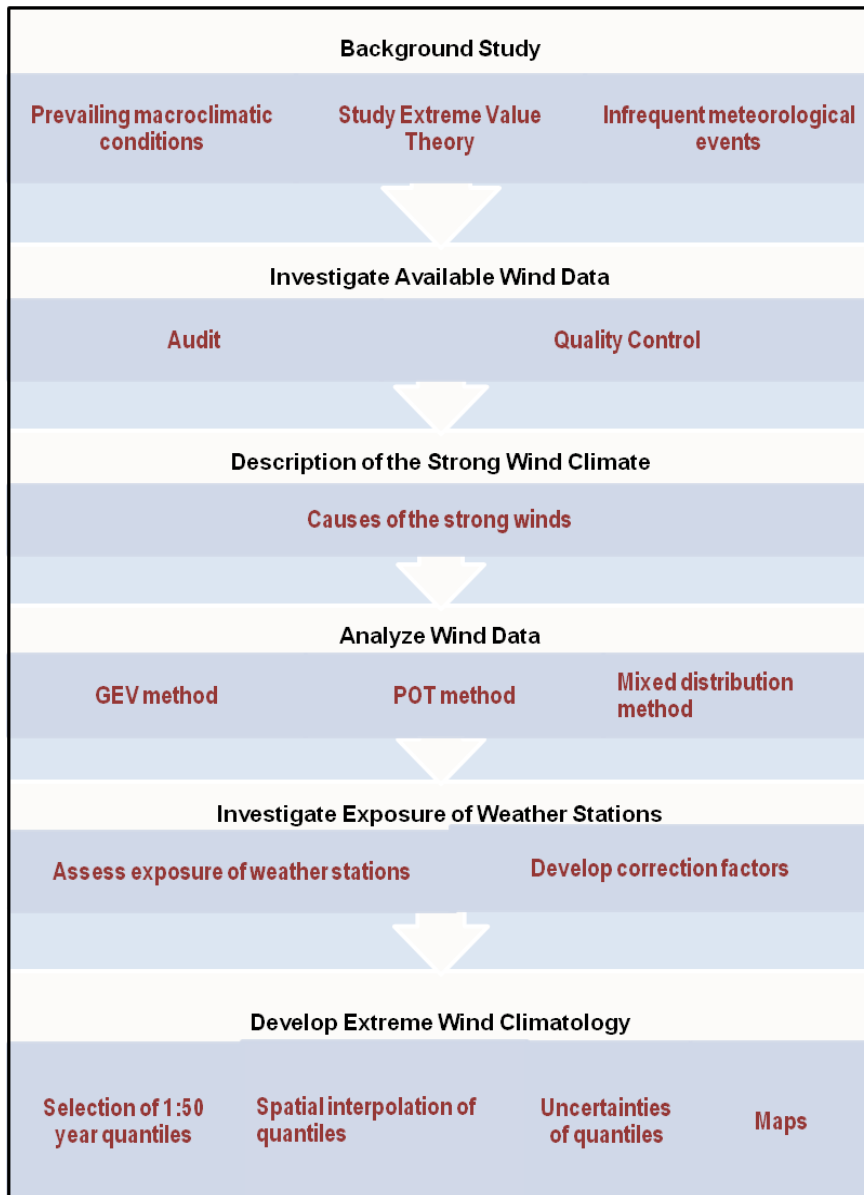 Background Study
Prevailing macroclimatic
conditions
Study Extreme Value
Theory
Infrequent meteorological
events
Investigate Available Wind Data
Audit
Quality Control
Description of the Strong Wind Climate
Causes of the strong winds
Analyze Wind Data
GEV method
POT method
Mixed distribution
method
Investigate Exposure of Weather Stations
Assess exposure of weather stations
Develop correction factors
Develop Extreme Wind Climatology
Selection of 1:50
year quantiles
Spatial interpolation of
quantiles
Uncertainties
of quantiles
Maps